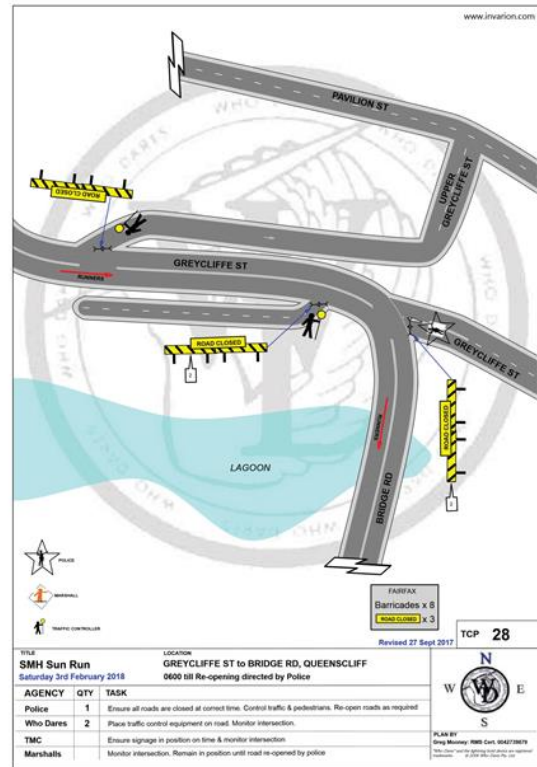 www.invarion.com
PAVILION ST
UPPER
GREYCLIFFE ST
ROAD CLOSED
GREYCLIFFE ST
RUNNERS
ROAD CLOSED
2
GREYCLIFFE ST
ROAD CLOSED
RUNNERS
LAGOON
BRIDGE RD
POLICE
MARSHALL
TRAFFIC CONTROLLER
FAIRFAX
Barricades x 8
ROAD CLOSED x 3
Revised 27 Sept 2017
TCP 28
TITLE
SMH Sun Run
Saturday 3rd February 2018
LOCATION
GREYCLIFFE ST to BRIDGE RD, QUEENSCLIFF
0600 till Re-opening directed by Police
AGENCY QTY TASK
Police 1 Ensure all roads are closed at correct time. Control traffic & pedestrians. Re-open roads as required
Who Dares 2 Place traffic control equipment on road. Monitor intersection.
TMC Ensure signage in position on time & monitor intersection
Marshalls Monitor intersection. Remain in position until road re-opened by police
N
W E
S
WD
PLAN BY
Greg Mooney: RMS Cert.
WHO DARES